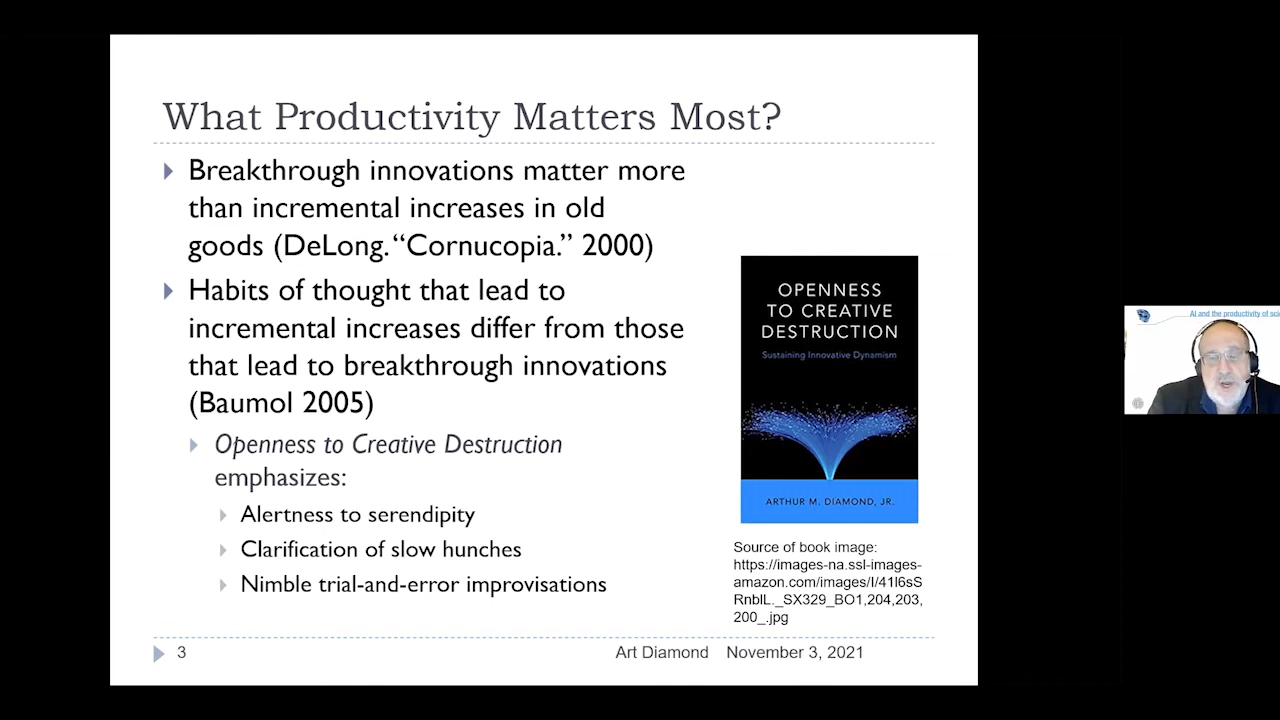 What Productivity Matters Most?
Breakthrough innovations matter more
than incremental increases in old
goods (DeLong. “Cornucopia.” 2000)
Habits of thought that lead to
incremental increases differ from those
that lead to breakthrough innovations
(Baumol 2005)
Openness to Creative Destruction
emphasizes:
Alertness to serendipity
Clarification of slow hunches
Nimble trial-and-error improvisations
OPENNESS
TO CREATIVE
DESTRUCTION
Sustaining Innovative Dynamism
ARTHUR M. DIAMOND, JR.
Source of book image:
https://images-na.ssl-images-
amazon.com/images/I/41l6sS
RnblL._SX329_BO1,204,203,
200_.jpg
3
Art Diamond November 3, 2021
AI and the productivity of sci